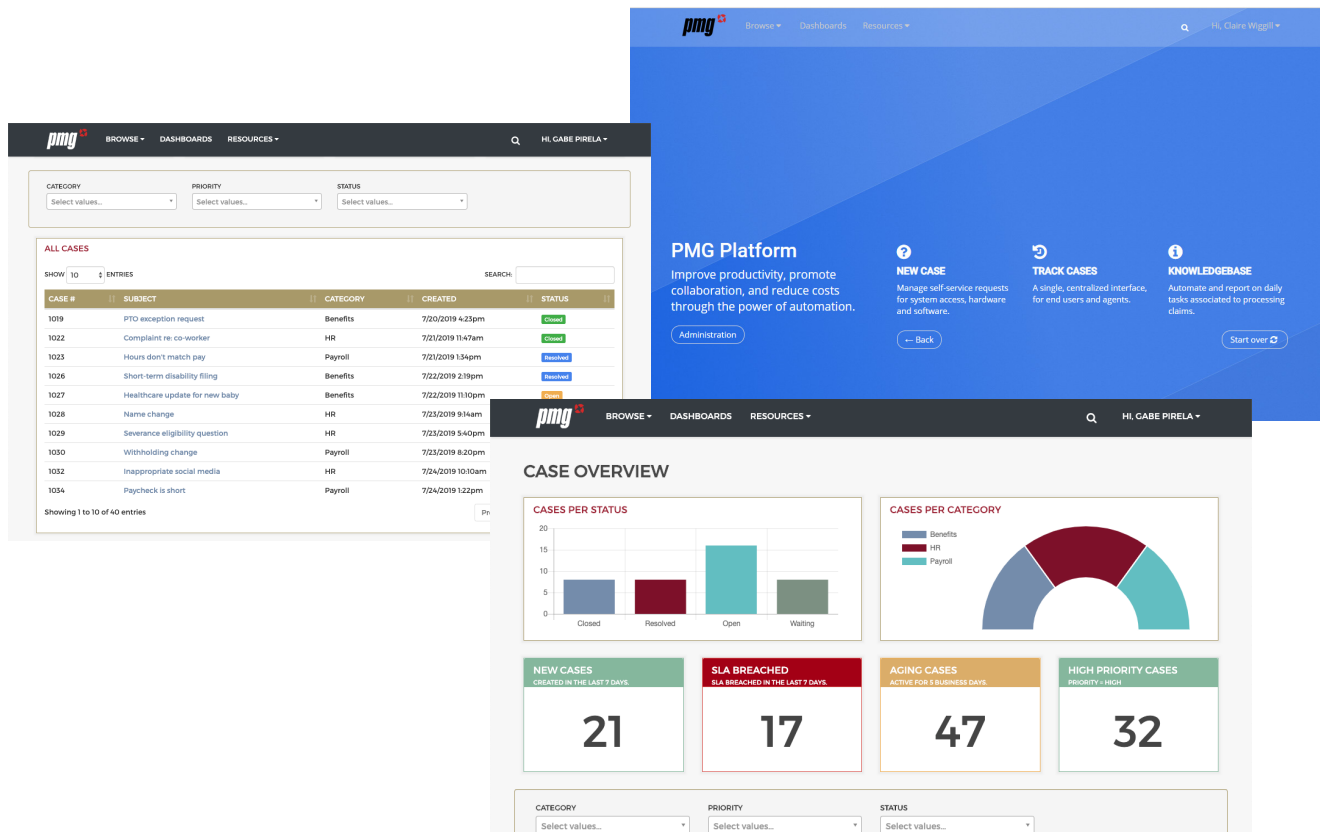 pmg Browse Dashboards Resources Hi, Claire Wiggill
PMG Platform
Improve productivity, promote
collaboration, and reduce costs
through the power of automation.
Administration
NEW CASE
Manage self-service requests
for system access, hardware
and software.
← Back
TRACK CASES
A single, centralized interface,
for end users and agents.
KNOWLEDGEBASE
Automate and report on daily
tasks associated to processing
claims.
Start over
pmg BROWSE DASHBOARDS RESOURCES HI, GABE PIRELA
CATEGORY PRIORITY STATUS
Select values... Select values... Select values...
ALL CASES
SHOW 10 ENTRIES SEARCH:
CASE # SUBJECT CATEGORY CREATED STATUS
1019 PTO exception request Benefits 7/20/2019 4:23pm Closed
1022 Complaint re: co-worker HR 7/21/2019 11:47am Closed
1023 Hours don't match pay Payroll 7/21/2019 1:34pm Resolved
1026 Short-term disability filing Benefits 7/22/2019 2:19pm Resolved
1027 Healthcare update for new baby Benefits 7/22/2019 11:10pm Open
1028 Name change HR 7/23/2019 9:14am
1029 Severance eligibility question HR 7/23/2019 5:40pm
1030 Withholding change Payroll 7/23/2019 8:20pm
1032 Inappropriate social media HR 7/24/2019 10:10am
1034 Paycheck is short Payroll 7/24/2019 1:22pm
Showing 1 to 10 of 40 entries
pmg BROWSE DASHBOARDS RESOURCES HI, GABE PIRELA
CASE OVERVIEW
CASES PER STATUS
20
15
10
5
0
Closed Resolved Open Waiting
CASES PER CATEGORY
Benefits
HR
Payroll
NEW CASES
CREATED IN THE LAST 7 DAYS.
21
SLA BREACHED
SLA BREACHED IN THE LAST 7 DAYS.
17
AGING CASES
ACTIVE FOR 5 BUSINESS DAYS.
47
HIGH PRIORITY CASES
PRIORITY = HIGH
32
CATEGORY PRIORITY STATUS
Select values... Select values... Select values...